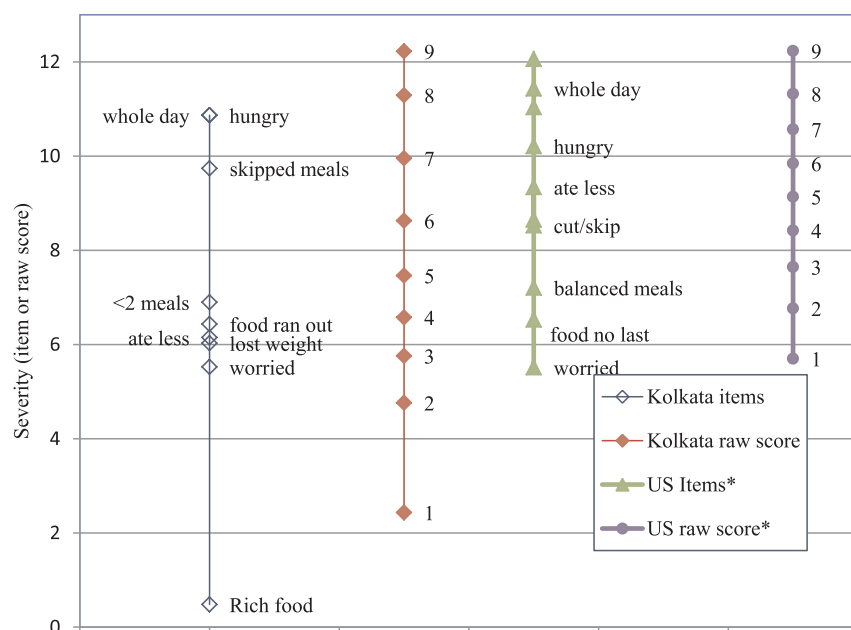 Severity (item or raw score)
12
10
8
6
4
2
0
whole day hungry
skipped meals
<2 meals
food ran out
ate less
lost weight
worried
Rich food
9
8
7
6
5
4
3
2
1
whole day
hungry
ate less
cut/skip
balanced meals
food no last
worried
9
8
7
6
5
4
3
2
1
Kolkata items
Kolkata raw score
US Items*
US raw score*